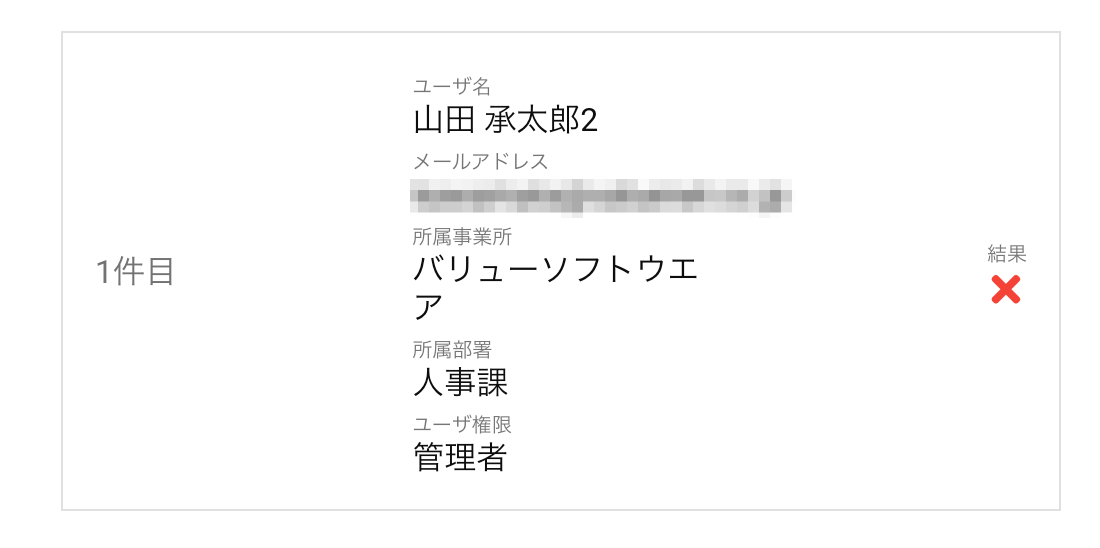 ユーザ名
山田 承太郎2
メールアドレス
所属事業所
1件目
バリューソフトウエ
ア
結果
所属部署
人事課
ユーザ権限
管理者